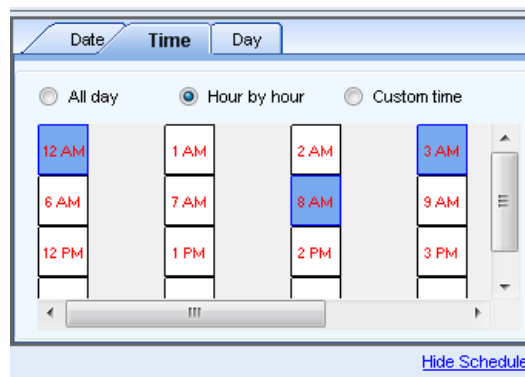 Date Time Day
All day Hour by hour Custom time
12 AM 1 AM 2 AM 3 AM
6 AM 7 AM 8 AM 9 AM
12 PM 1 PM 2 PM 3 PM
Hide Schedule